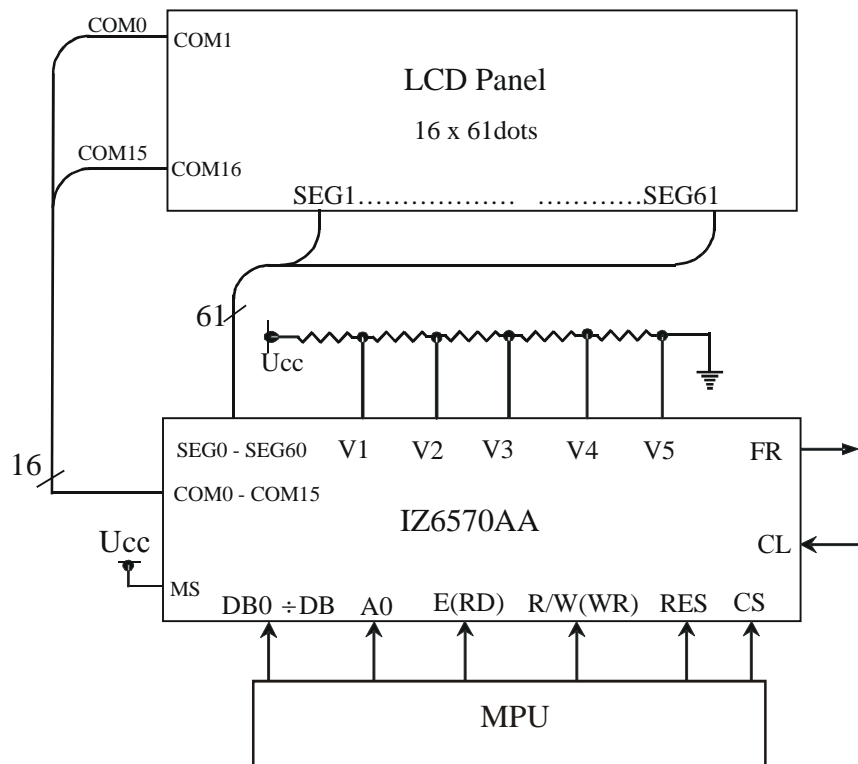 COM0
COM1
LCD Panel
16 x 61dots
COM15
COM16
SEG1.................. ............SEG61
61
Ucc
SEG0 - SEG60
V1
V2
V3
V4
V5
FR
16
COM0 - COM15
IZ6570AA
Ucc
CL
MS
DB0 ÷DB
A0
E(RD)
R/W(WR)
RES
CS
MPU